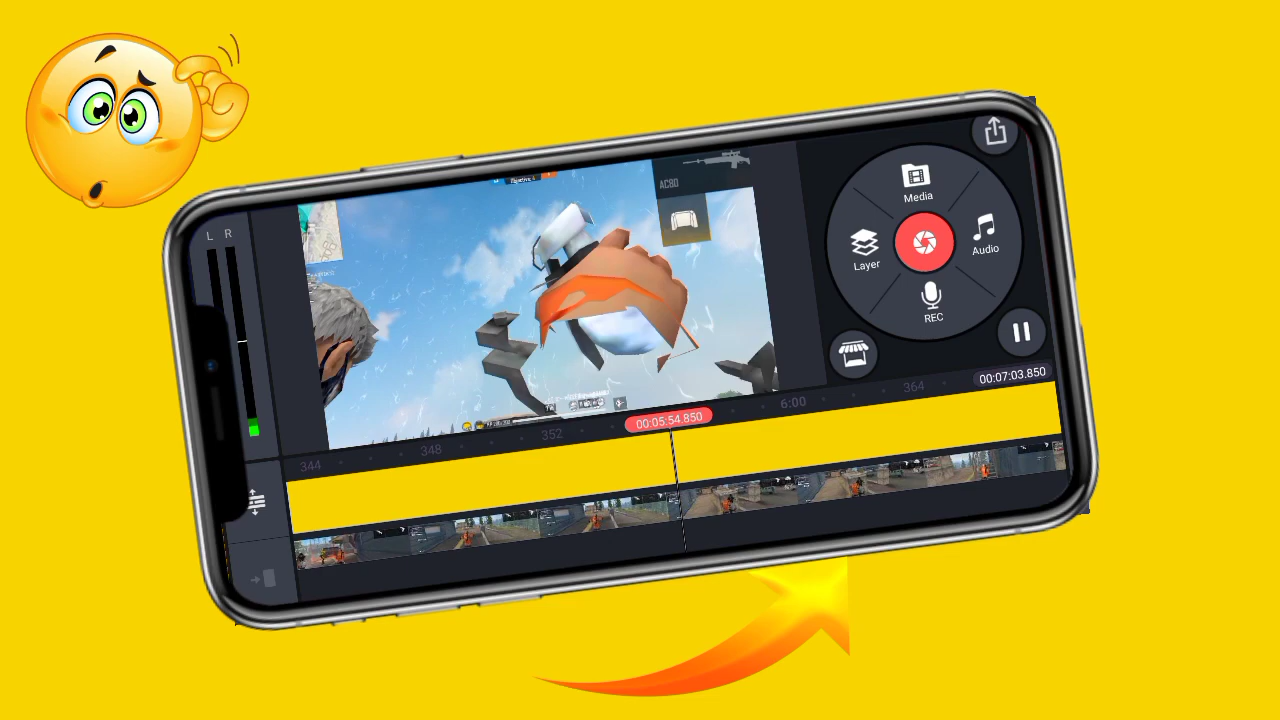 L R
AC80
Media
Audio
Layer
REC
344
348
352
00:05:54.850
6:00
364
00:07:03.850